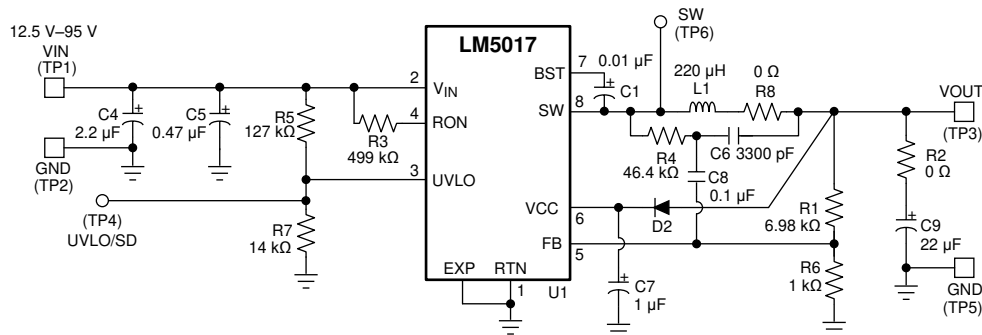 12.5 V–95 V
VIN
(TP1)
LM5017
SW
(TP6)
BST
7
0.01 µF
C1
220 µH
L1
0 Ω
R8
VOUT
(TP3)
2
VIN
SW
8
C4
2.2 µF
C5
0.47 µF
R5
127 kΩ
4
RON
R3
499 kΩ
R4
46.4 kΩ
C6
3300 pF
C8
0.1 µF
R2
0 Ω
GND
(TP2)
3
UVLO
(TP4)
UVLO/SD
R7
14 kΩ
VCC
6
D2
R1
6.98 kΩ
C9
22 µF
FB
5
EXP
RTN
1
U1
C7
1 µF
R6
1 kΩ
GND
(TP5)
+
+
+
+
+